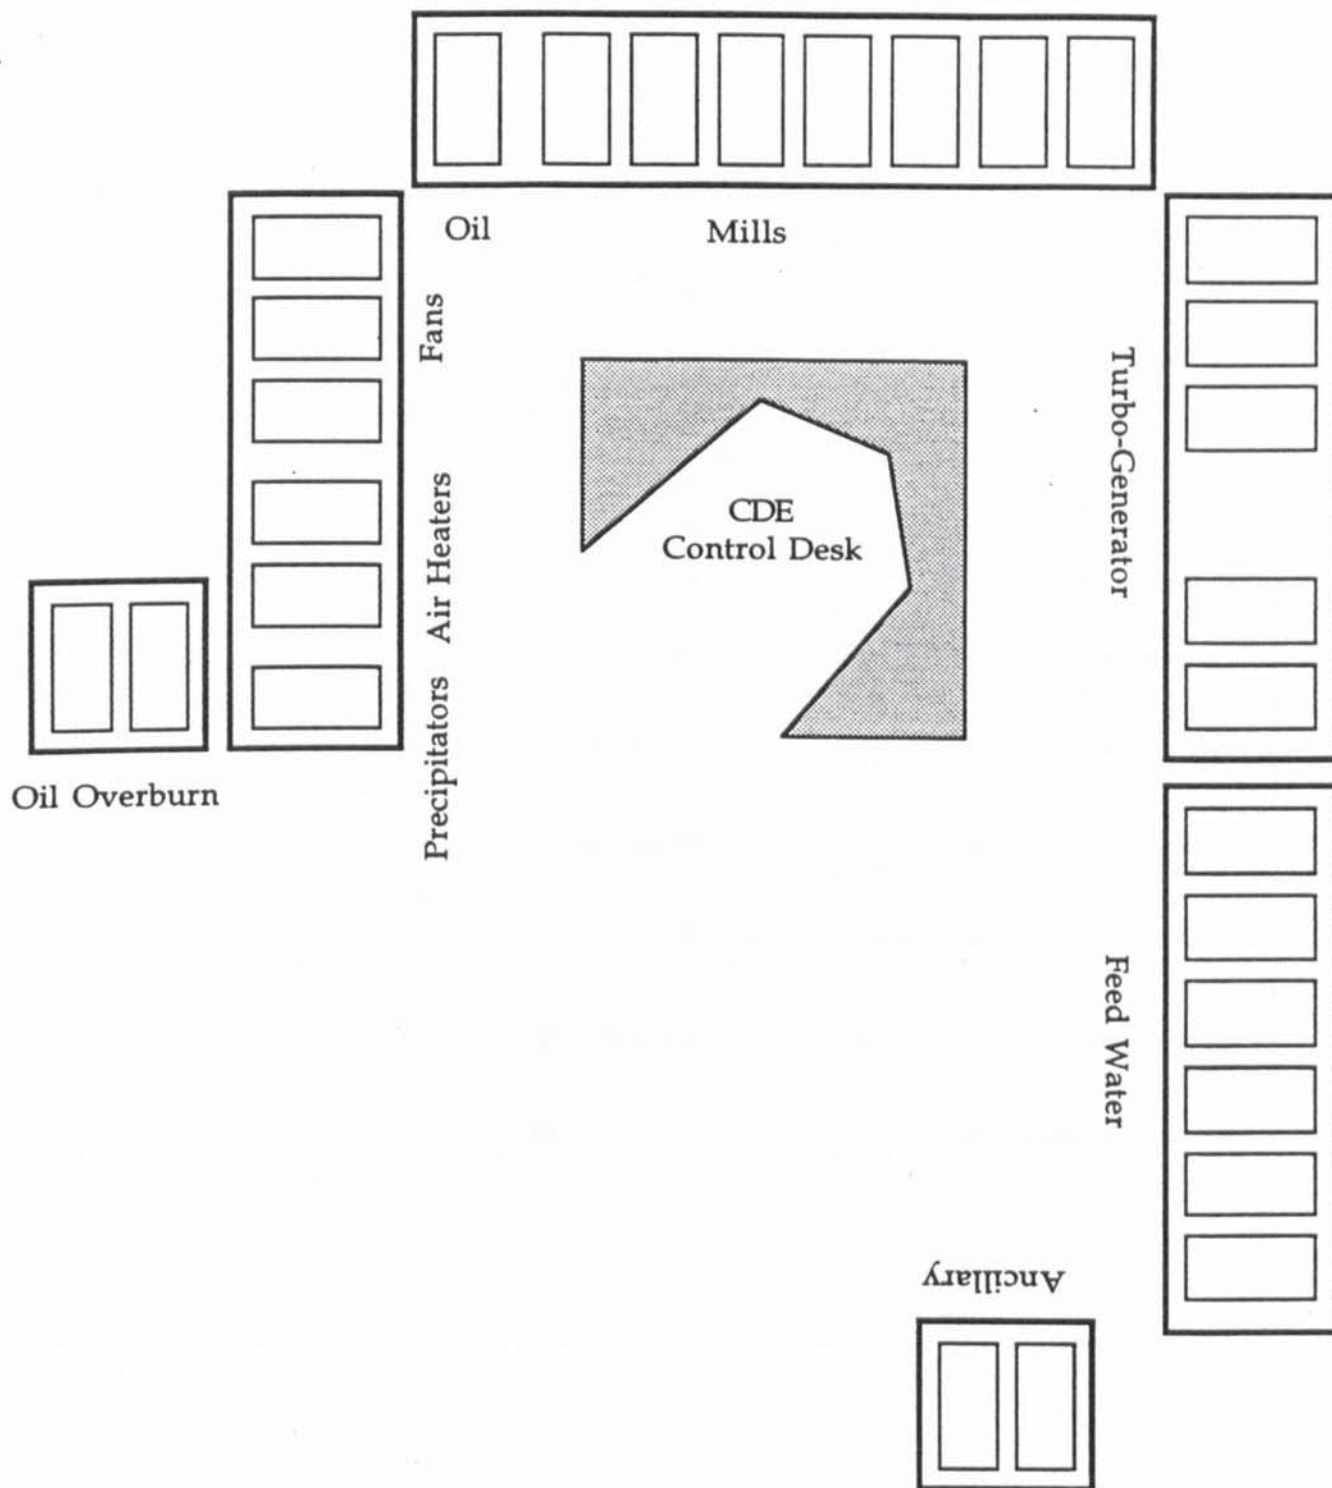 Oil
Mills
Fans
Air Heaters
Precipitators
Oil Overburn
CDE
Control Desk
Turbo-Generator
Feed Water
Ancillary